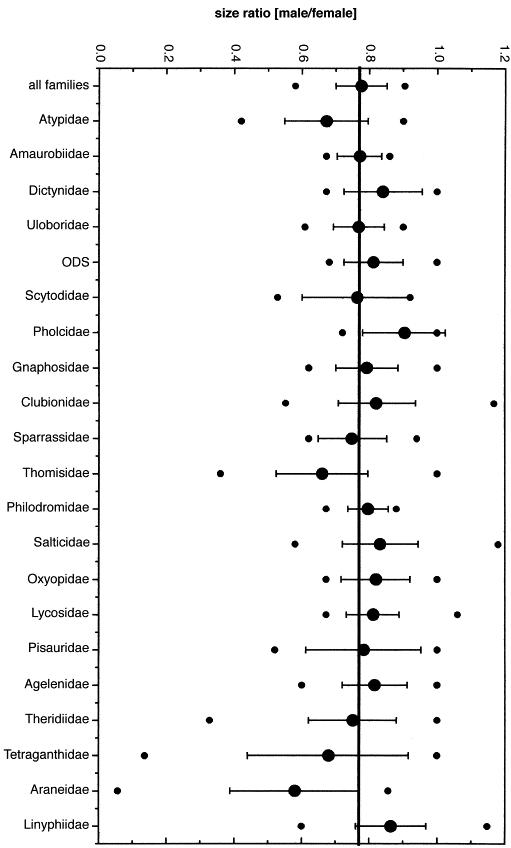 size ratio [male/female]
0.0 0.2 0.4 0.6 0.8 1.0 1.2
all families
Atypidae
Amaurobiidae
Dictynidae
Uloboridae
ODS
Scytodidae
Pholcidae
Gnaphosidae
Clubionidae
Sparrassidae
Thomisidae
Philodromidae
Salticidae
Oxyopidae
Lycosidae
Pisauridae
Agelenidae
Theridiidae
Tetraganthidae
Araneidae
Linyphiidae